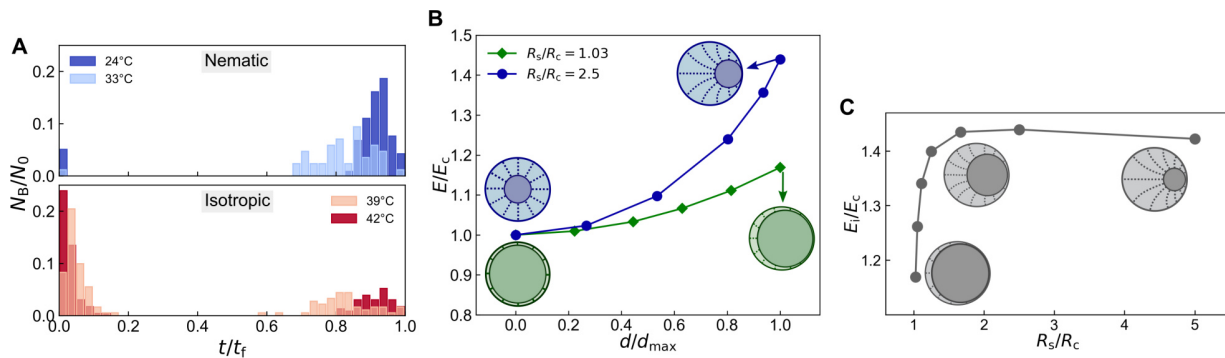 A
Nematic
24°C
33°C
0.2
0.1
0.0
Isotropic
39°C
42°C
0.2
0.1
0.0
N_B/N_0
0.0 0.2 0.4 0.6 0.8 1.0
t/t_f
B
R_s/R_c = 1.03
R_s/R_c = 2.5
1.5
1.4
1.3
1.2
1.1
1.0
0.9
0.8
E/E_c
0.0 0.2 0.4 0.6 0.8 1.0
d/d_max
C
1.4
1.3
1.2
E_i/E_c
1 2 3 4 5
R_s/R_c